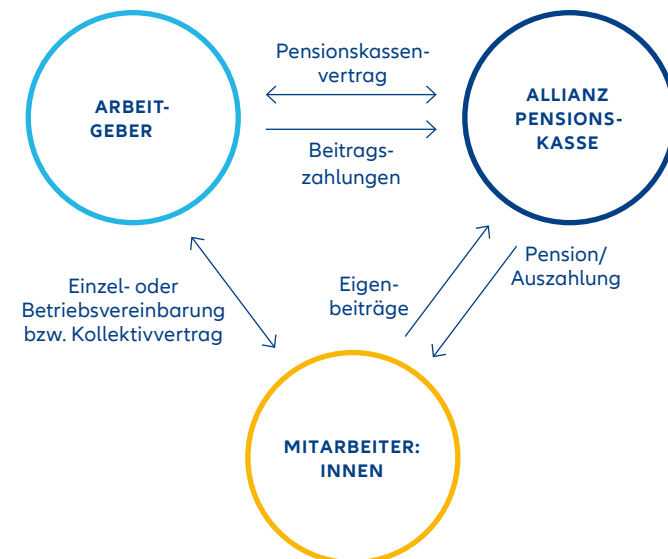 Pensionskassen-
vertrag
ARBEIT-
GEBER
ALLIANZ
PENSIONS-
KASSE
Beitrags-
zahlungen
Einzel- oder
Betriebsvereinbarung
bzw. Kollektivvertrag
Eigen-
beiträge
Pension/
Auszahlung
MITARBEITER:
INNEN